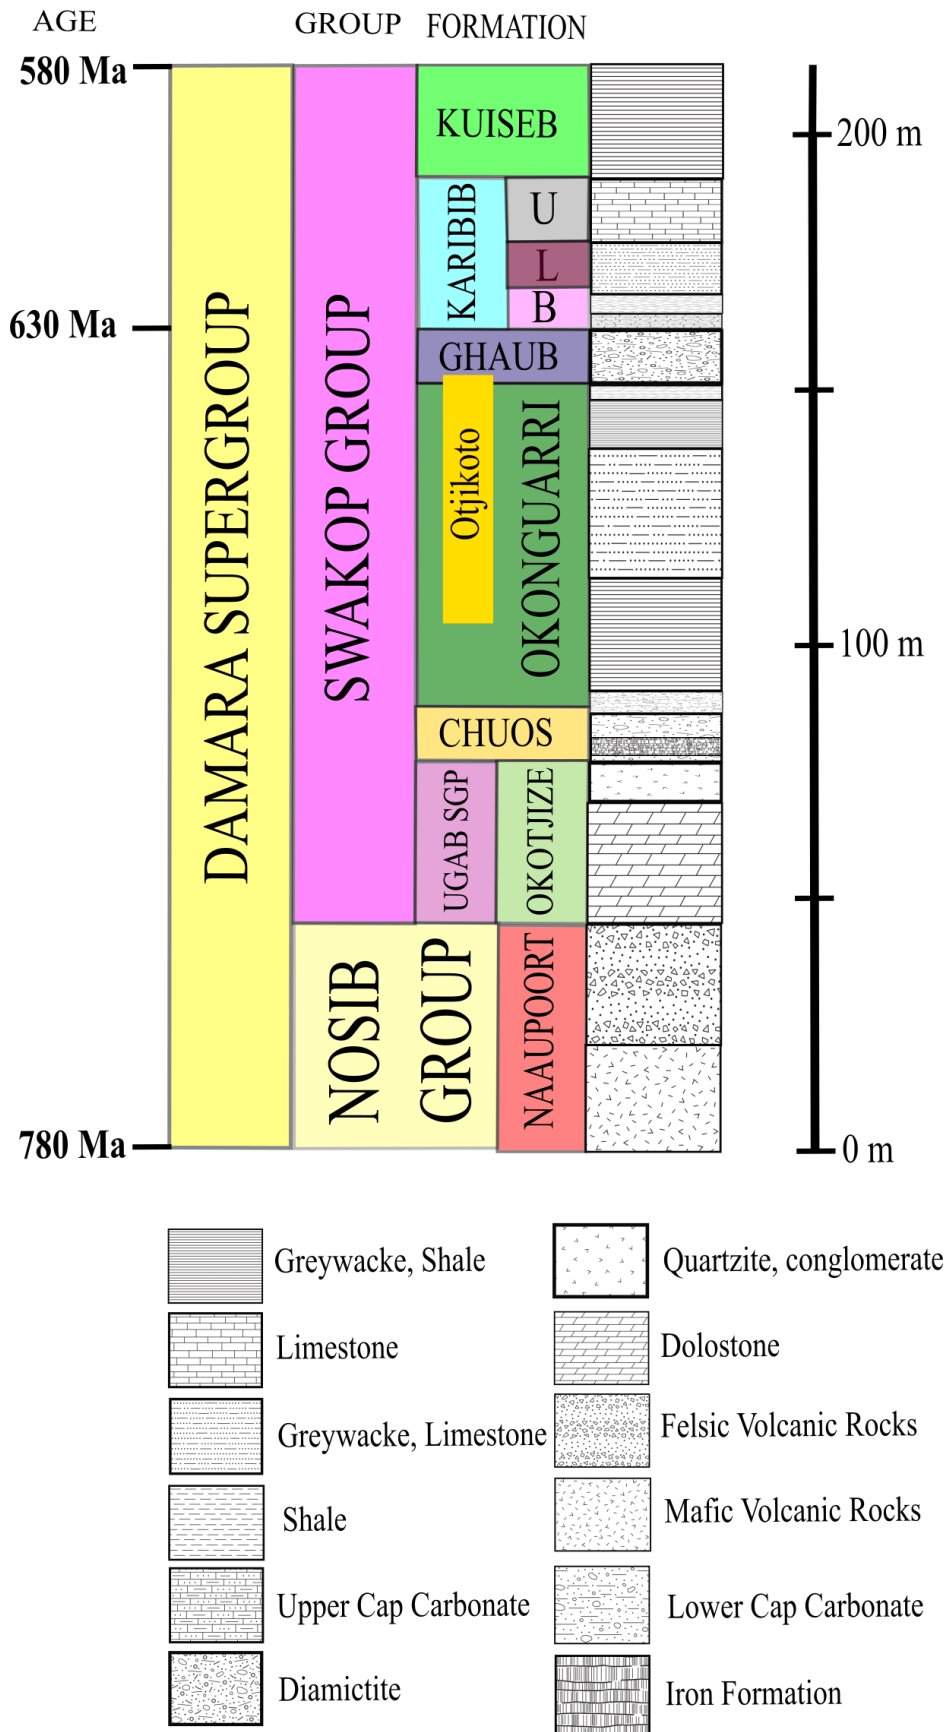 AGE
GROUP
FORMATION
580 Ma
KUISEB
200 m
KARIBIB
U
L
B
630 Ma
GHAUB
DAMARA SUPERGROUP
SWAKOP GROUP
Otjikoto
OKONGUARRI
100 m
CHUOS
UGAB SGP
OKOTJIZE
NOSIB
GROUP
NAAUPOORT
780 Ma
0 m
Greywacke, Shale
Quartzite, conglomerate
Limestone
Dolostone
Greywacke, Limestone
Felsic Volcanic Rocks
Shale
Mafic Volcanic Rocks
Upper Cap Carbonate
Lower Cap Carbonate
Diamictite
Iron Formation